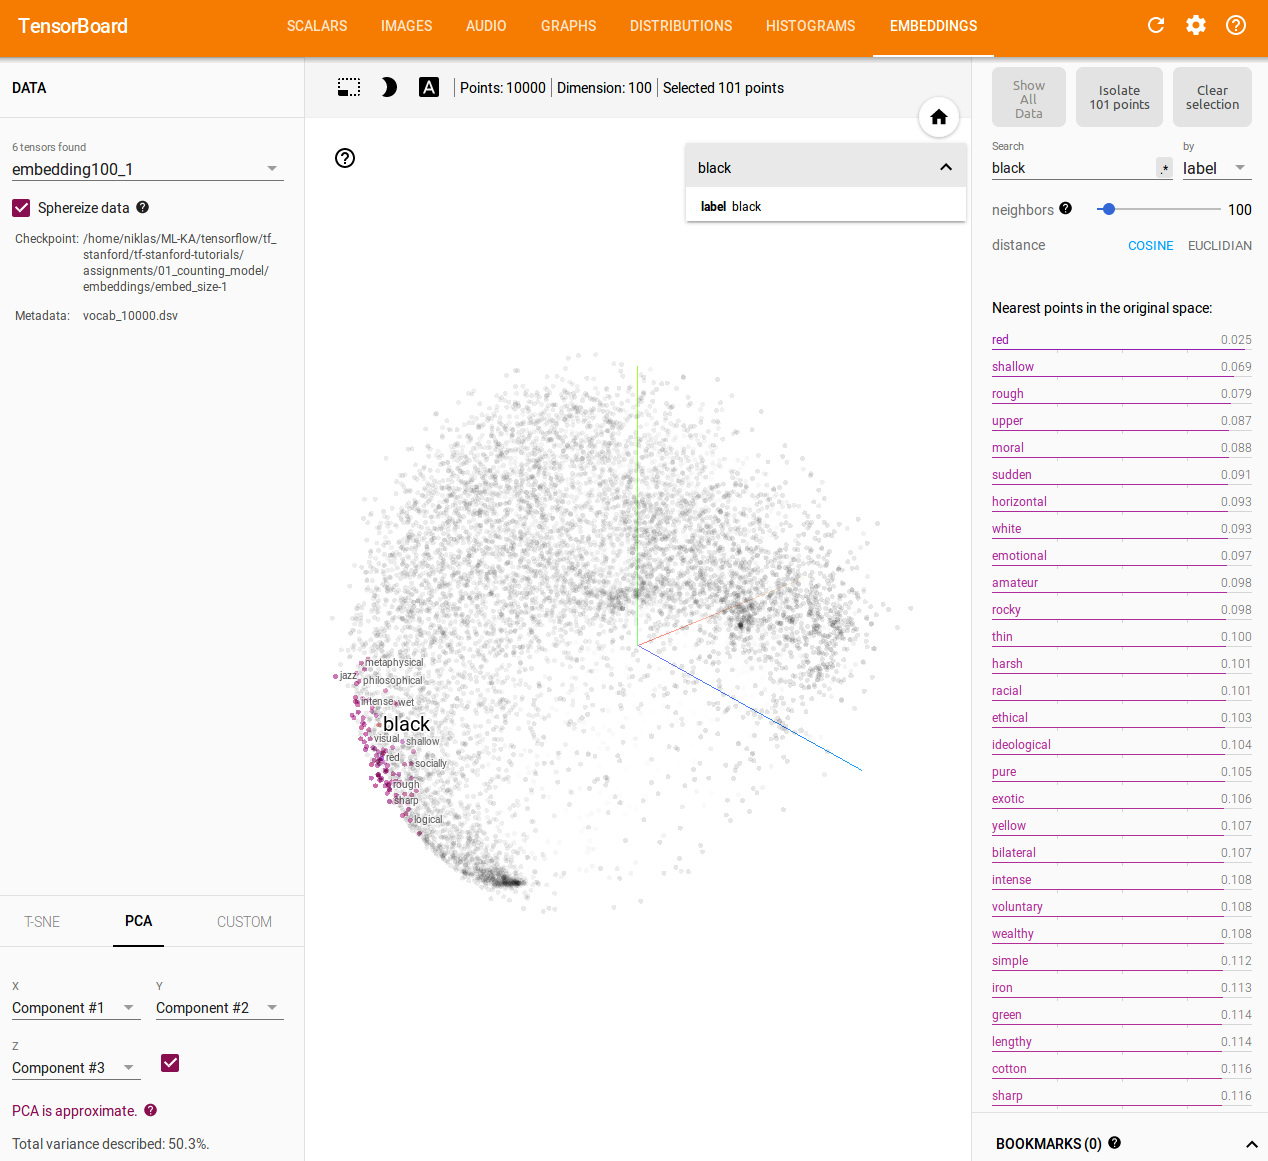 TensorBoard
SCALARS IMAGES AUDIO GRAPHS DISTRIBUTIONS HISTOGRAMS EMBEDDINGS
DATA
6 tensors found
embedding100_1
Sphereize data
Checkpoint: /home/niklas/ML-KA/tensorflow/tf_
stanford/tf-stanford-tutorials/
assignments/01_counting_model/
embeddings/embed_size-1
Metadata: vocab_10000.dsv
T-SNE PCA CUSTOM
X
Component #1
Y
Component #2
Z
Component #3
PCA is approximate.
Total variance described: 50.3%.
A
Points: 10000 Dimension: 100 Selected 101 points
black
label black
metaphysical
jazz
philosophical
intense wet
black
visual
shallow
red
socially
rough
sharp
logical
Show
All
Data
Isolate
101 points
Clear
selection
Search
black .*
by
label
neighbors 100
distance COSINE EUCLIDIAN
Nearest points in the original space:
red 0.025
shallow 0.069
rough 0.079
upper 0.087
moral 0.088
sudden 0.091
horizontal 0.093
white 0.093
emotional 0.097
amateur 0.098
rocky 0.098
thin 0.100
harsh 0.101
racial 0.101
ethical 0.103
ideological 0.104
pure 0.105
exotic 0.106
yellow 0.107
bilateral 0.107
intense 0.108
voluntary 0.108
wealthy 0.108
simple 0.112
iron 0.113
green 0.114
lengthy 0.114
cotton 0.116
sharp 0.116
BOOKMARKS (0)